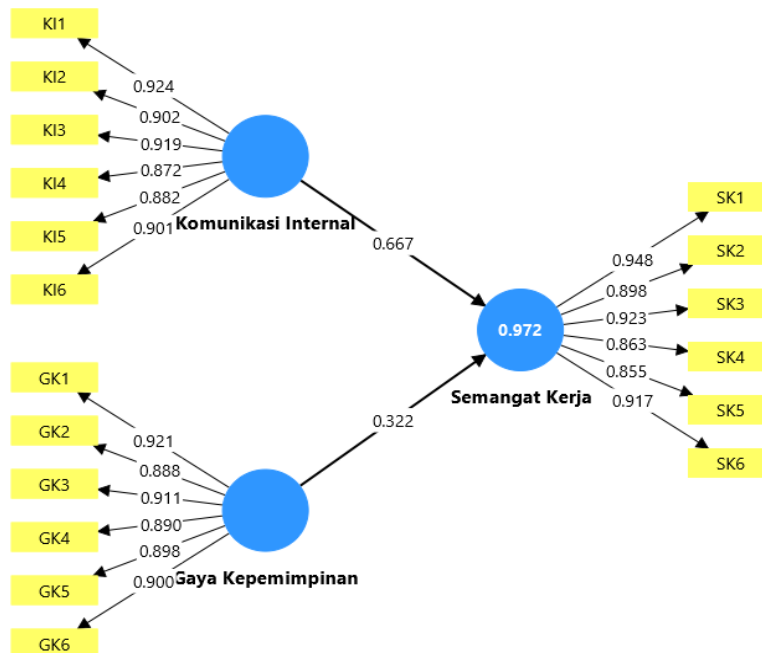 KI1
KI2
KI3
KI4
KI5
KI6
0.924
0.902
0.919
0.872
0.882
0.901
Komunikasi Internal
0.667
GK1
GK2
GK3
GK4
GK5
GK6
0.921
0.888
0.911
0.890
0.898
0.900
Gaya Kepemimpinan
0.322
0.972
Semangat Kerja
0.948
0.898
0.923
0.863
0.855
0.917
SK1
SK2
SK3
SK4
SK5
SK6